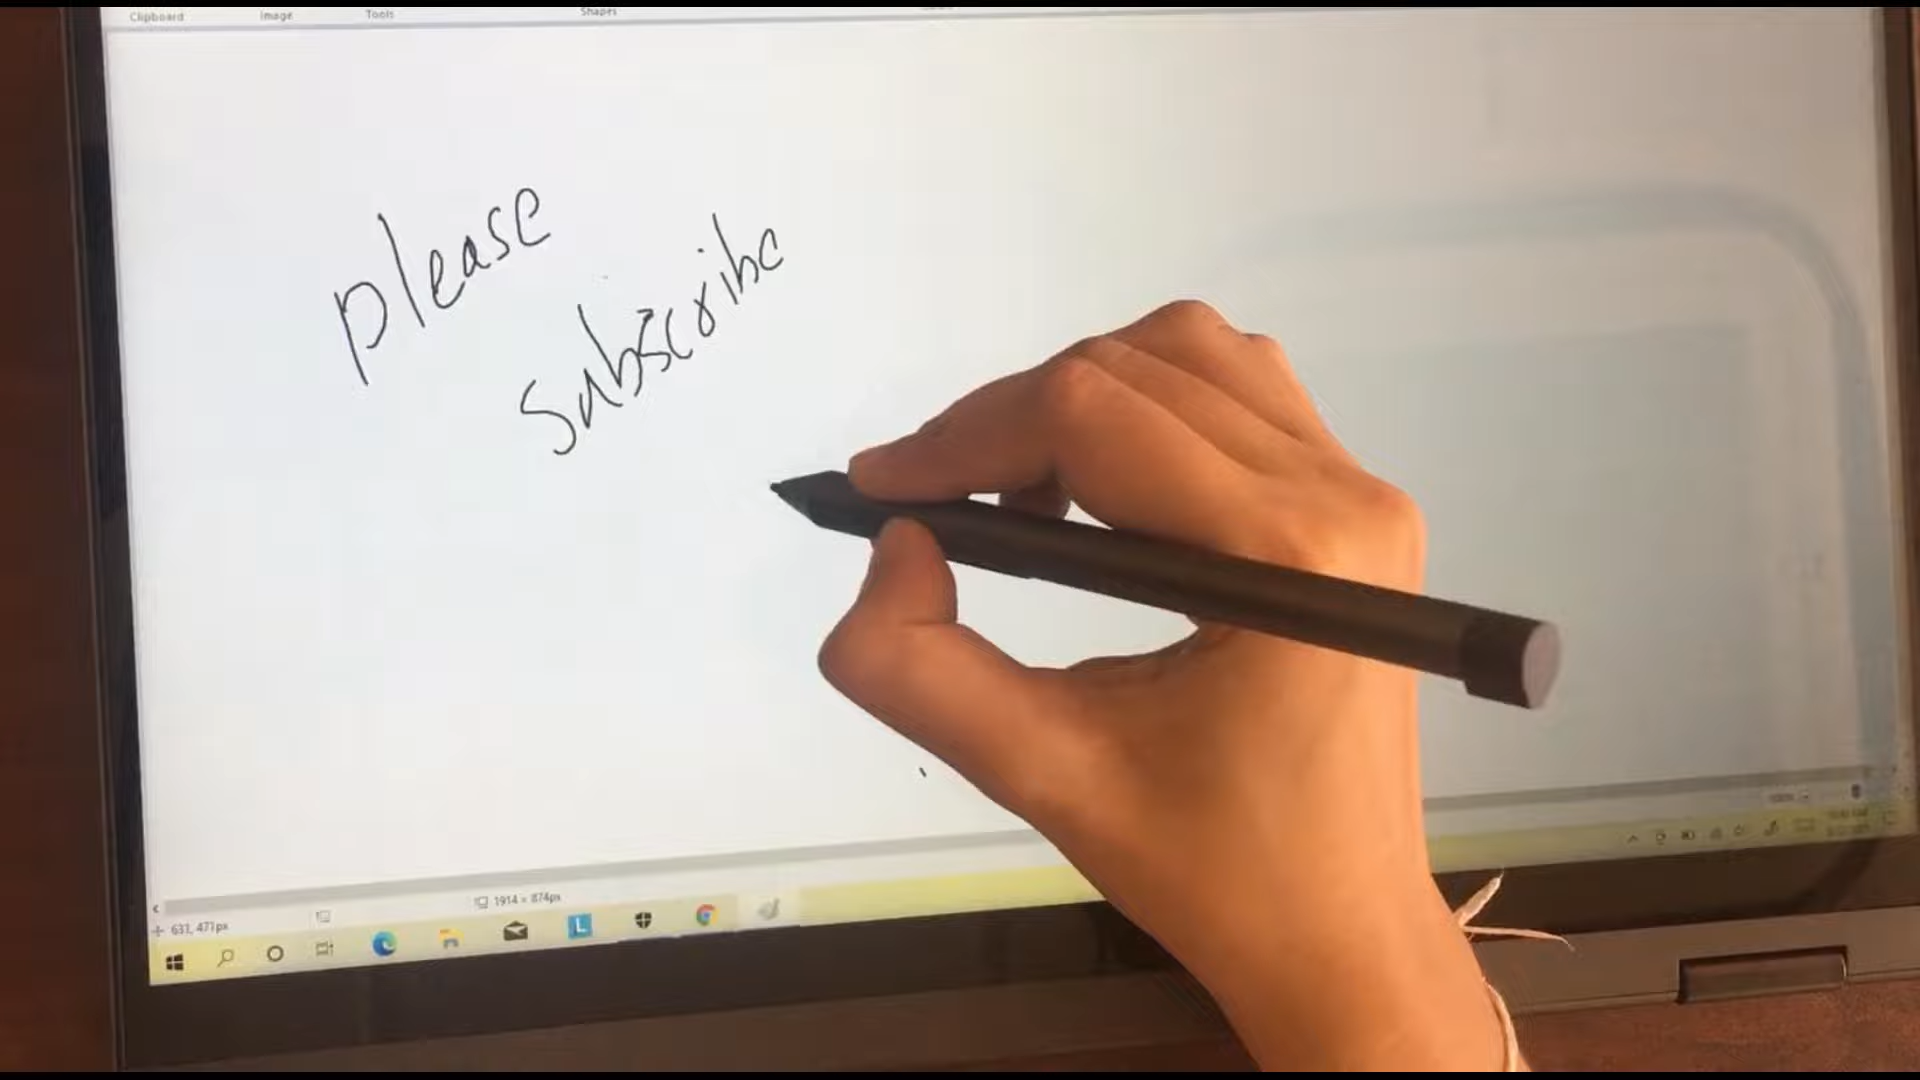 Clipboard Image Tools Shapes
please
subscribe
1914 × 874px
631, 471px
L